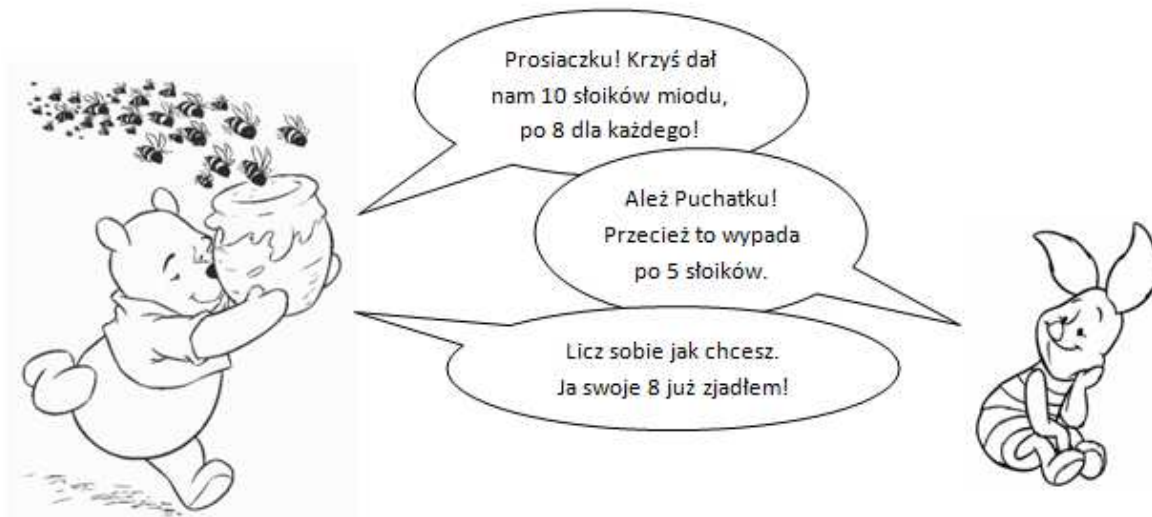 Prosiaczku! Krzyś dał
nam 10 słoików miodu,
po 8 dla każdego!
Ależ Puchatku!
Przecież to wypada
po 5 słoików.
Licz sobie jak chcesz.
Ja swoje 8 już zjadłem!